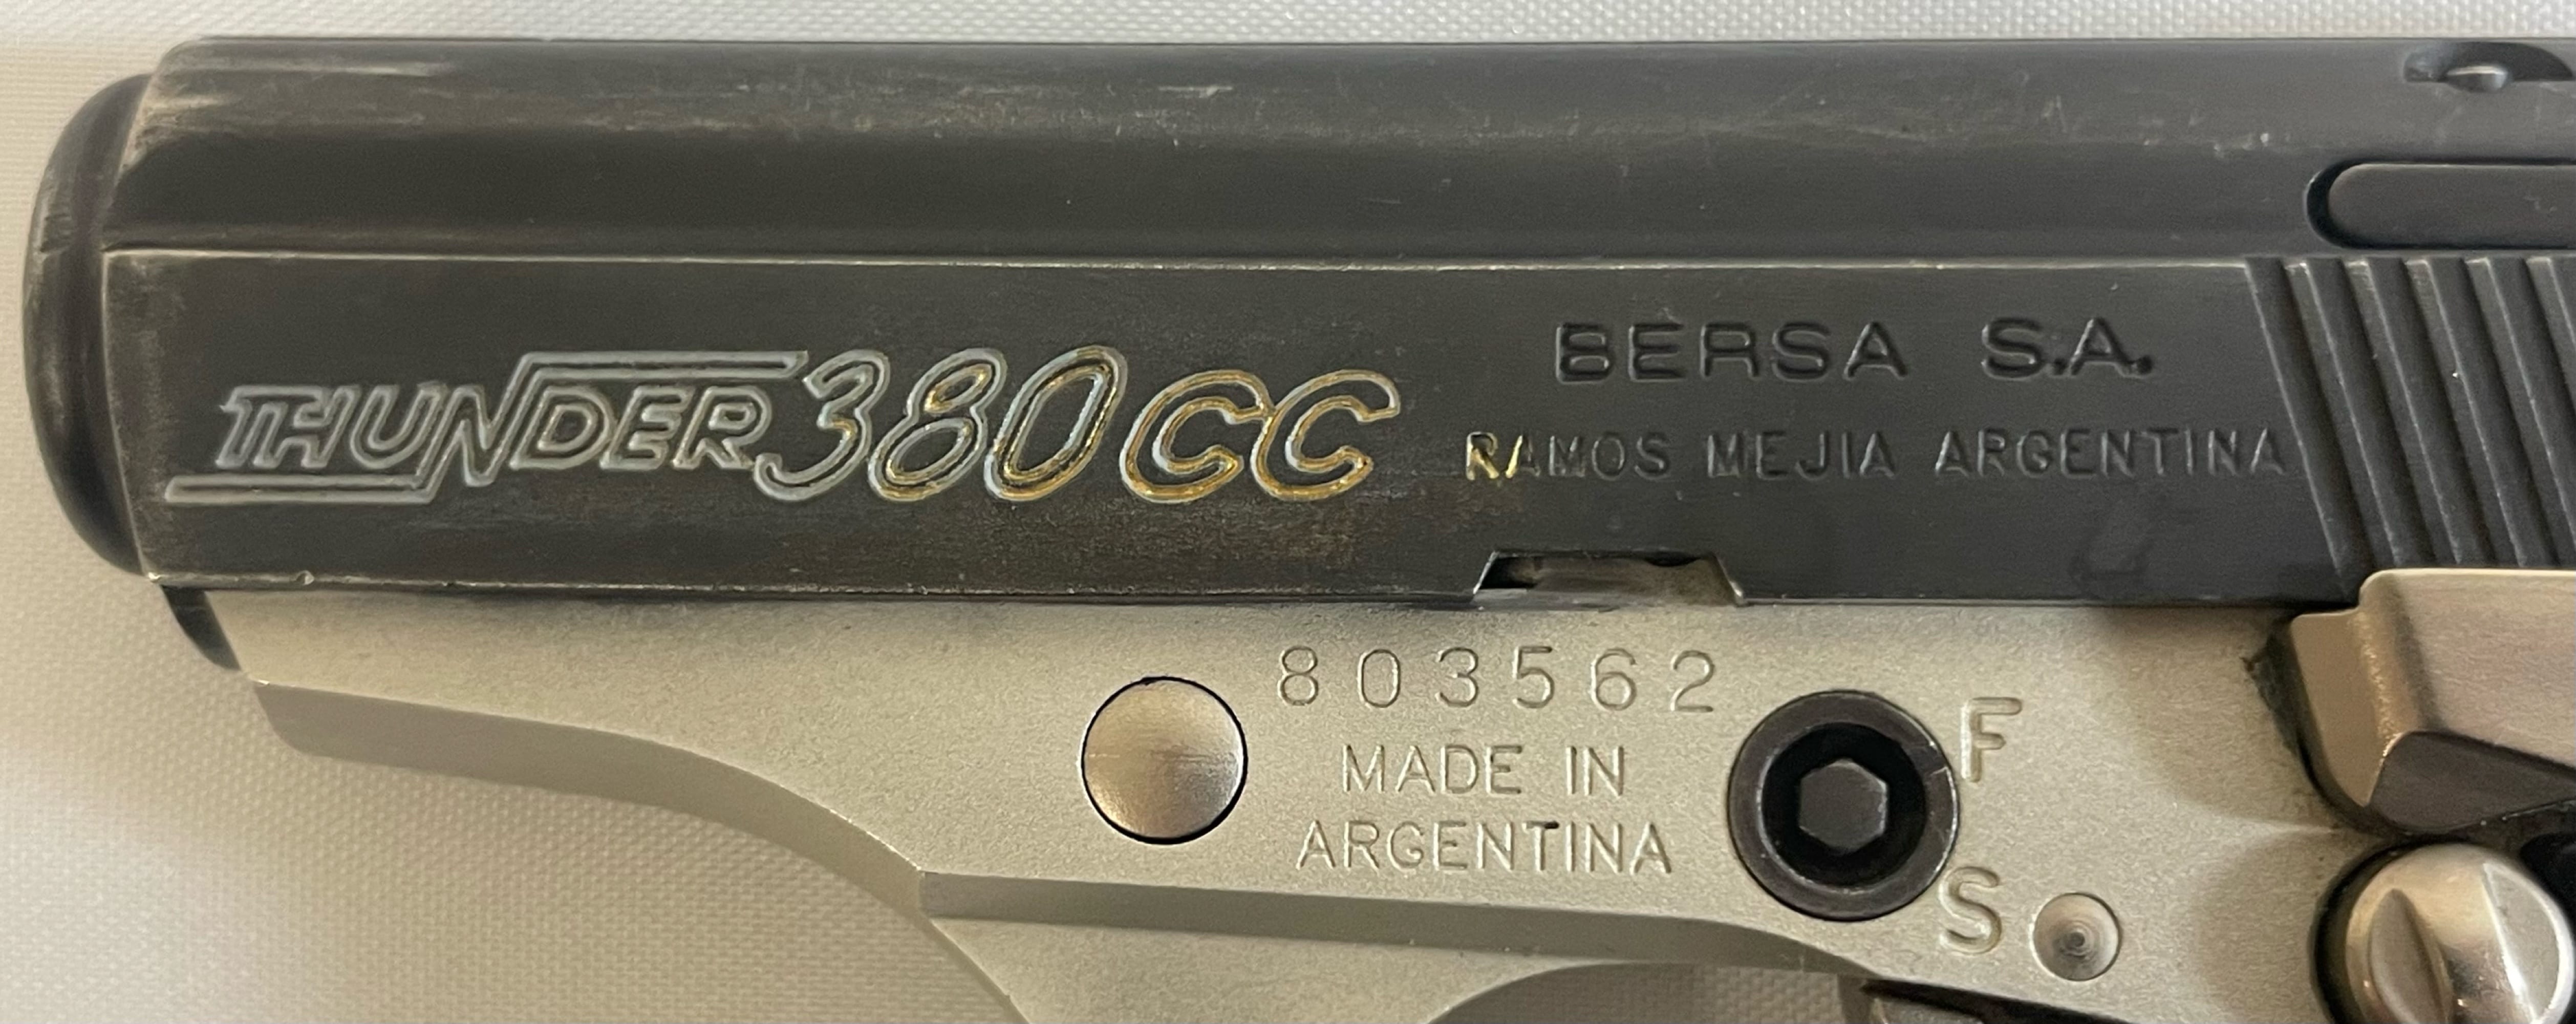 THUNDER 380 CC
BERSA S.A.
RAMOS MEJIA ARGENTINA
803562
MADE IN
ARGENTINA
F
S